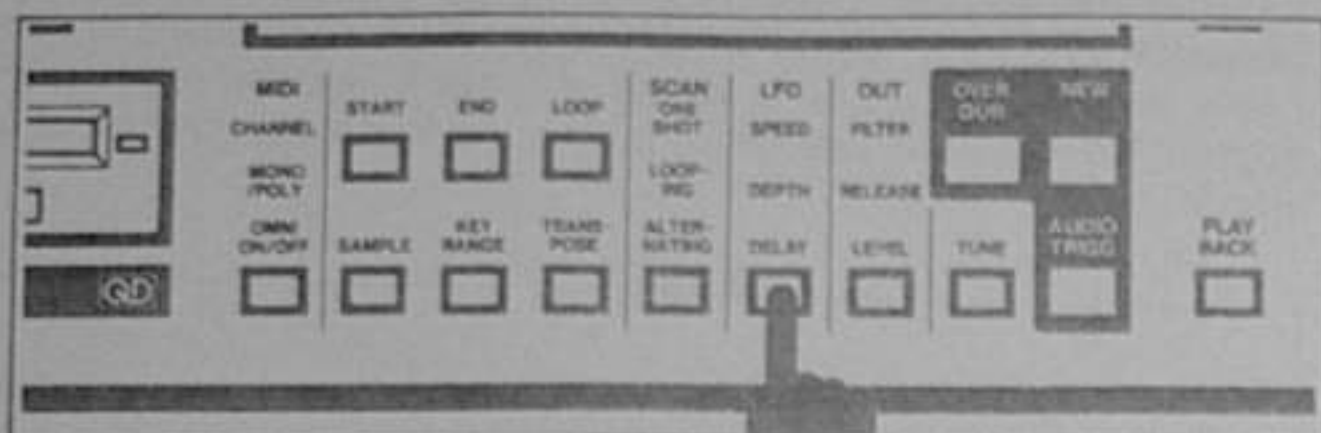 MIDI
CHANNEL
MONO
/POLY
OMNI
ON/OFF
START
END
LOOP
SAMPLE
KEY
RANGE
TRANS-
POSE
SCAN
ONE
SHOT
LOOP-
ING
ALTER-
NATING
LFO
SPEED
DEPTH
DELAY
OUT
FILTER
RELEASE
LEVEL
TUNE
OVER
DUB
NEW
AUDIO
TRIGG
PLAY
BACK
QD